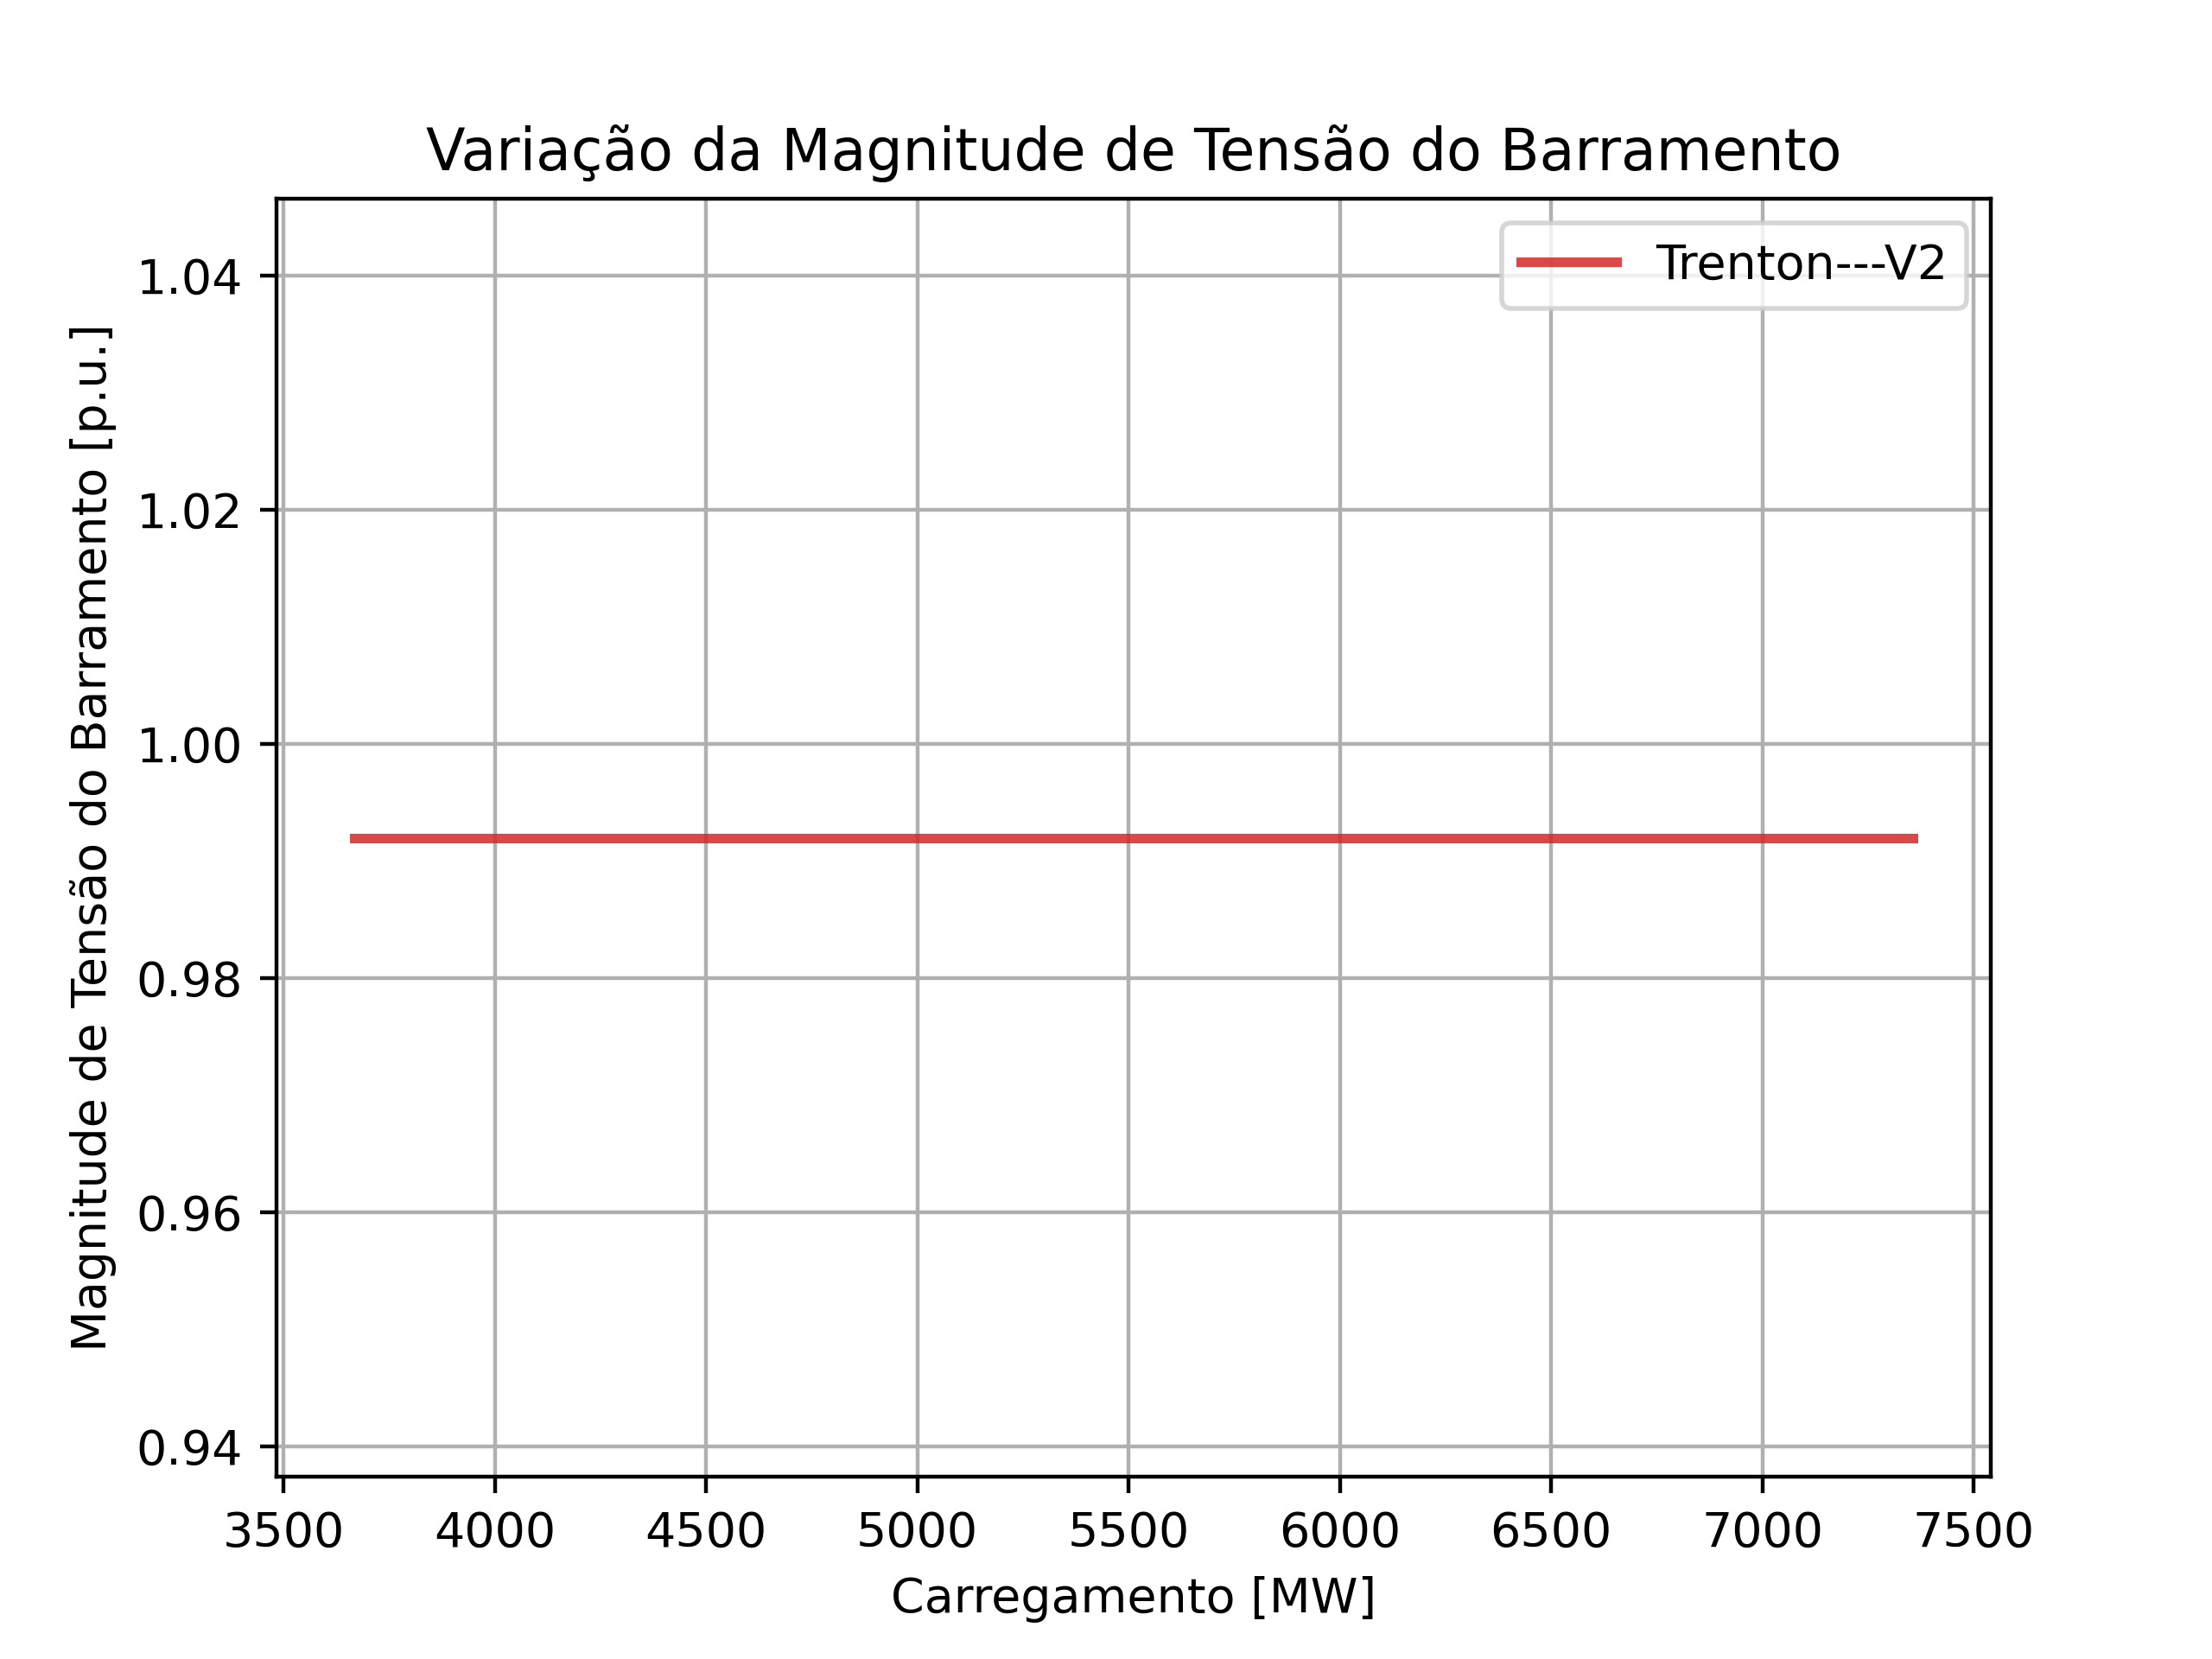 Variação da Magnitude de Tensão do Barramento
Trenton---V2
Magnitude de Tensão do Barramento [p.u.]
1.04
1.02
1.00
0.98
0.96
0.94
3500 4000 4500 5000 5500 6000 6500 7000 7500
Carregamento [MW]